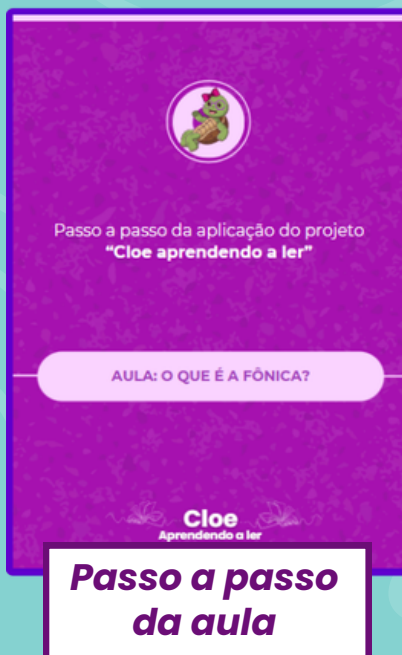 Passo a passo da aplicação do projeto
“Cloe aprendendo a ler”
AULA: O QUE É A FÔNICA?
Cloe
Aprendendo a ler
Passo a passo
da aula